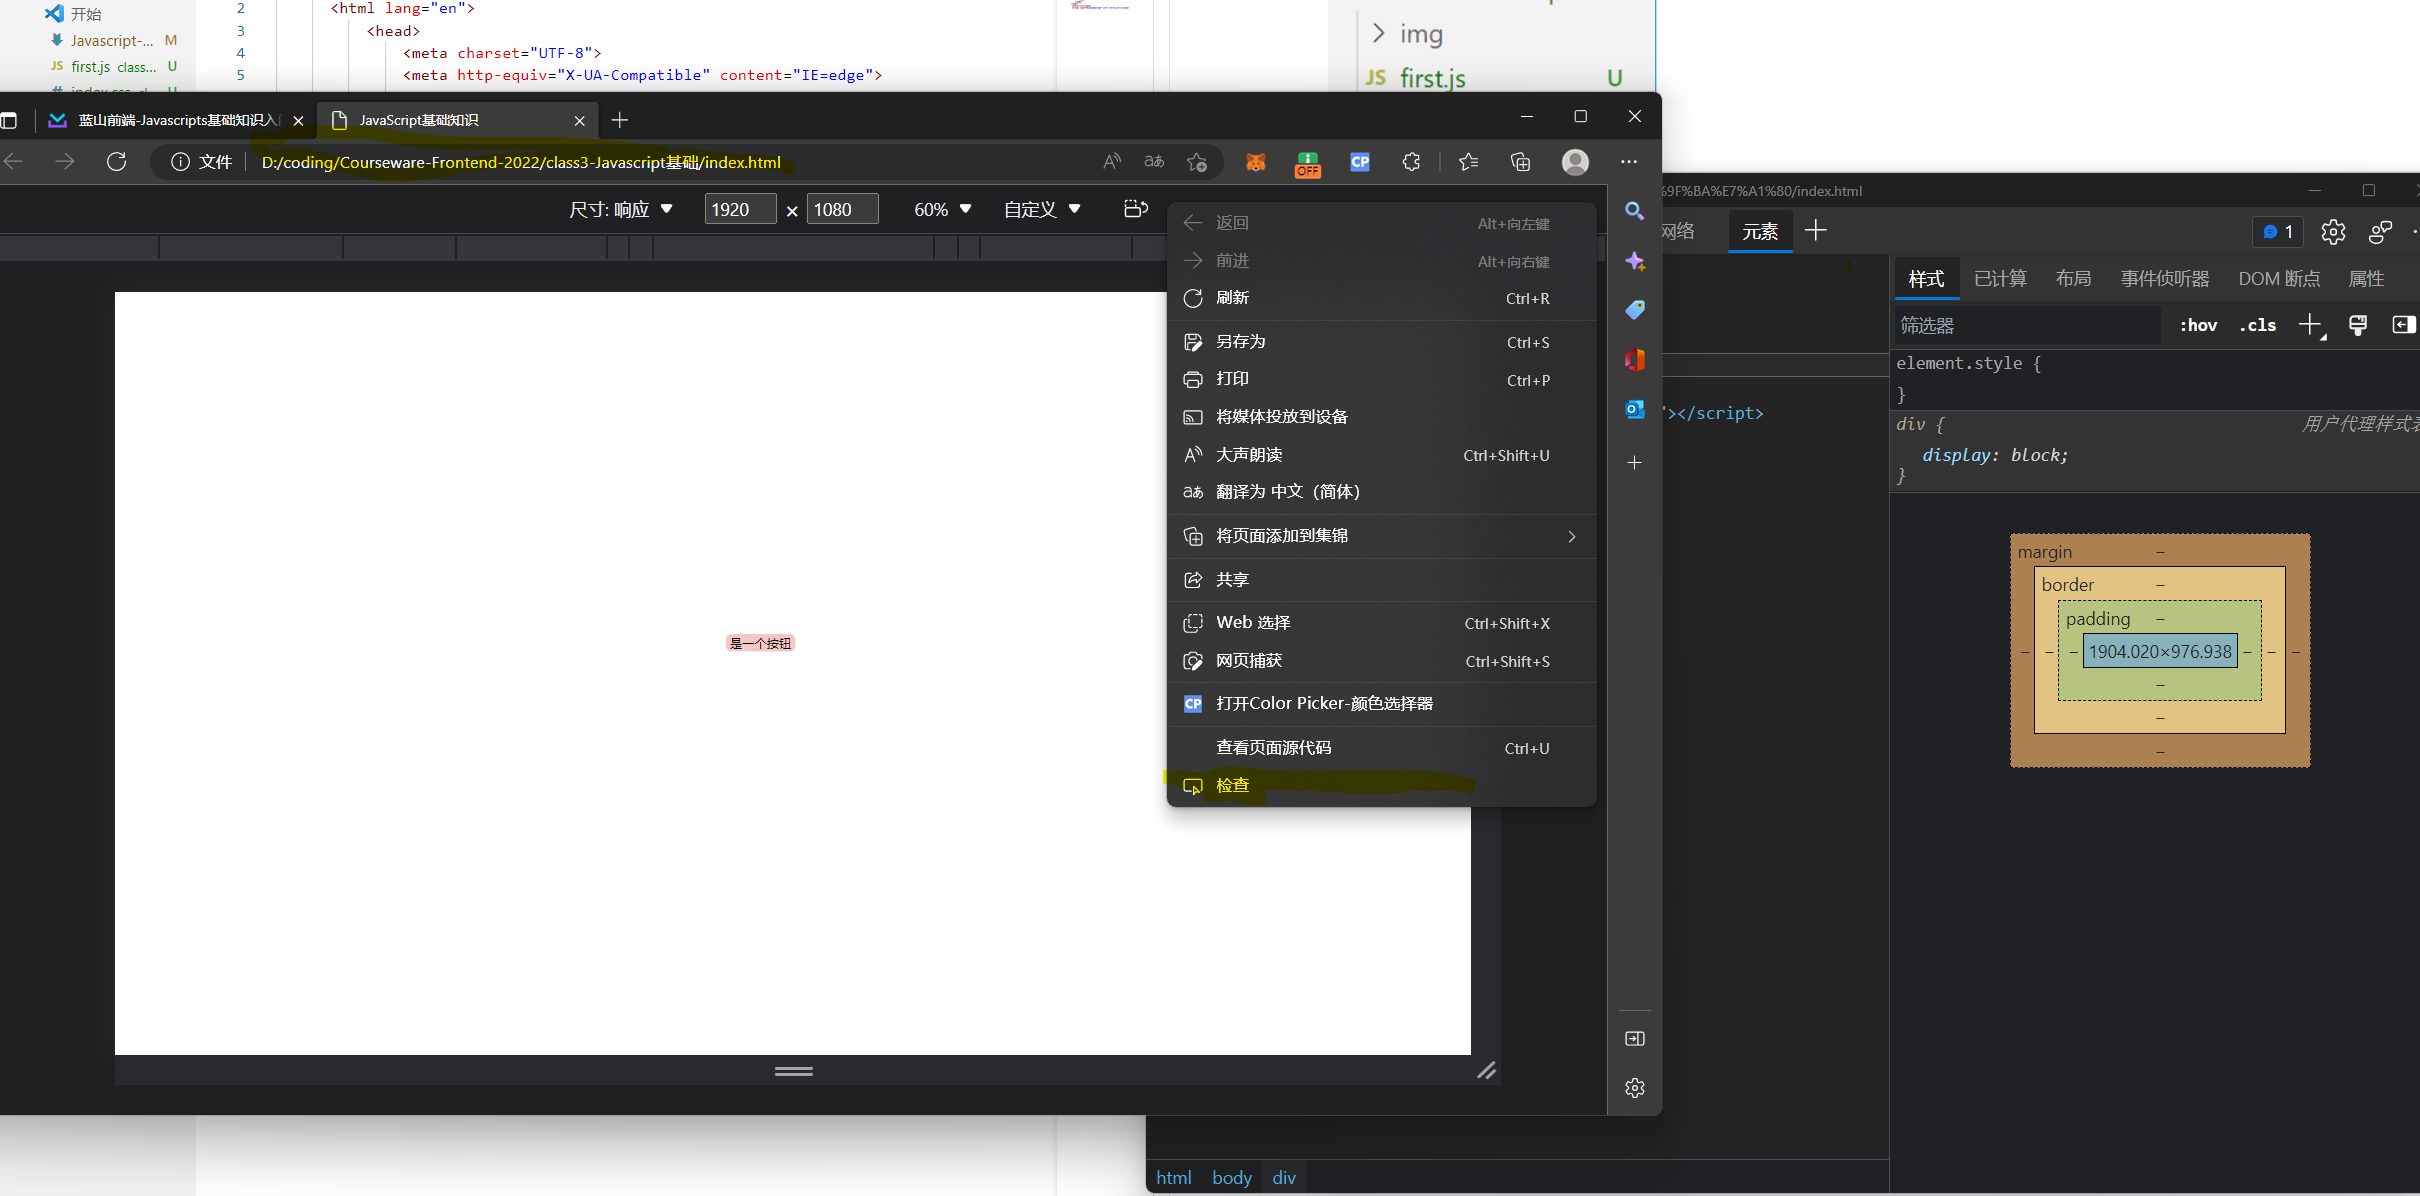 开始
Javascript-... M
JS first.js class... U
2 <html lang="en">
3 <head>
4 <meta charset="UTF-8">
5 <meta http-equiv="X-UA-Compatible" content="IE=edge">
img
JS first.js U
蓝山前端-Javascripts基础知识入
JavaScript基础知识
文件 D:/coding/Courseware-Frontend-2022/class3-Javascript基础/index.html
aあ
OFF
CP
尺寸: 响应 1920 × 1080 60% 自定义
返回 Alt+向左键
前进 Alt+向右键
刷新 Ctrl+R
另存为 Ctrl+S
打印 Ctrl+P
将媒体投放到设备
大声朗读 Ctrl+Shift+U
aあ 翻译为 中文（简体）
将页面添加到集锦
共享
Web 选择 Ctrl+Shift+X
网页捕获 Ctrl+Shift+S
CP 打开Color Picker-颜色选择器
查看页面源代码 Ctrl+U
检查
是一个按钮
%9F%BA%E7%A1%80/index.html
网络 元素 1
样式 已计算 布局 事件侦听器 DOM 断点 属性
筛选器 :hov .cls
element.style {
}
div { 用户代理样式表
display: block;
}
"></script>
margin –
border –
padding –
– – – 1904.020×976.938 – – –
–
–
–
html body div